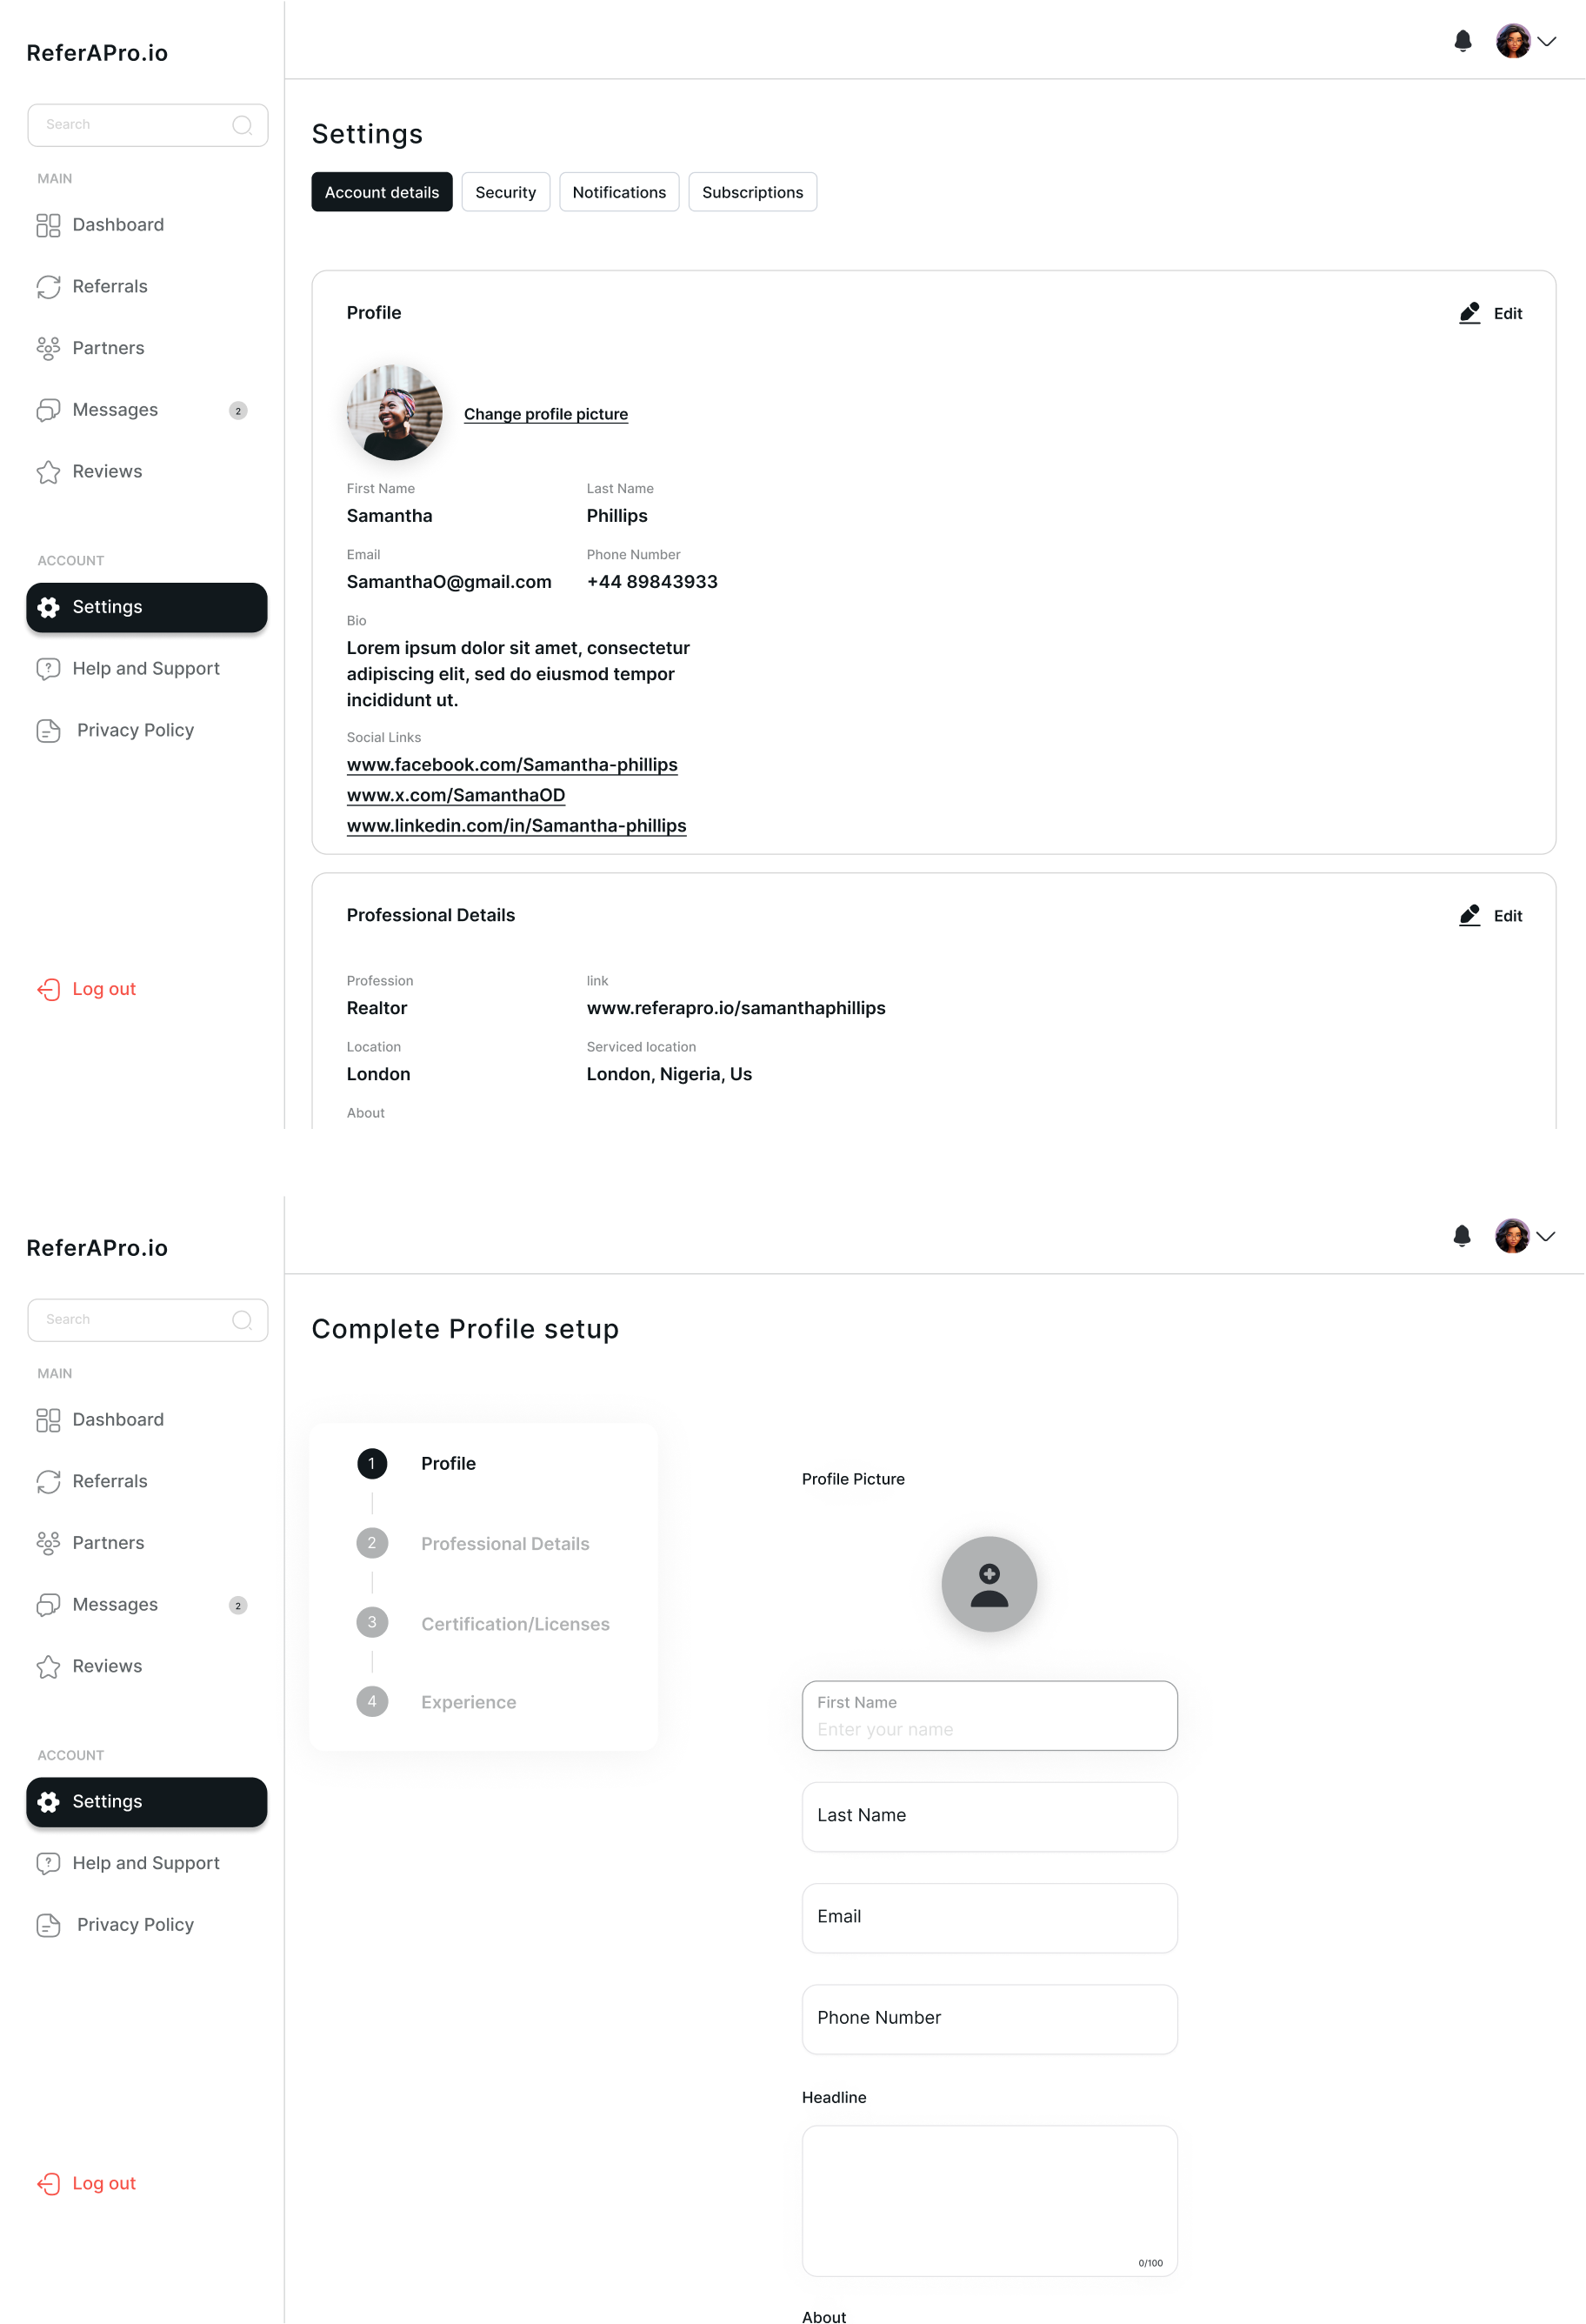 ReferAPro.io
Search
MAIN
Dashboard
Referrals
Partners
Messages 2
Reviews
ACCOUNT
Settings
Help and Support
Privacy Policy
Log out
Settings
Account details Security Notifications Subscriptions
Profile Edit
Change profile picture
First Name Last Name
Samantha Phillips
Email Phone Number
SamanthaO@gmail.com +44 89843933
Bio
Lorem ipsum dolor sit amet, consectetur
adipiscing elit, sed do eiusmod tempor
incididunt ut.
Social Links
www.facebook.com/Samantha-phillips
www.x.com/SamanthaOD
www.linkedin.com/in/Samantha-phillips
Professional Details Edit
Profession link
Realtor www.referapro.io/samanthaphillips
Location Serviced location
London London, Nigeria, Us
About
ReferAPro.io
Search
MAIN
Dashboard
Referrals
Partners
Messages 2
Reviews
ACCOUNT
Settings
Help and Support
Privacy Policy
Log out
Complete Profile setup
1 Profile
2 Professional Details
3 Certification/Licenses
4 Experience
Profile Picture
First Name
Enter your name
Last Name
Email
Phone Number
Headline
0/100
About